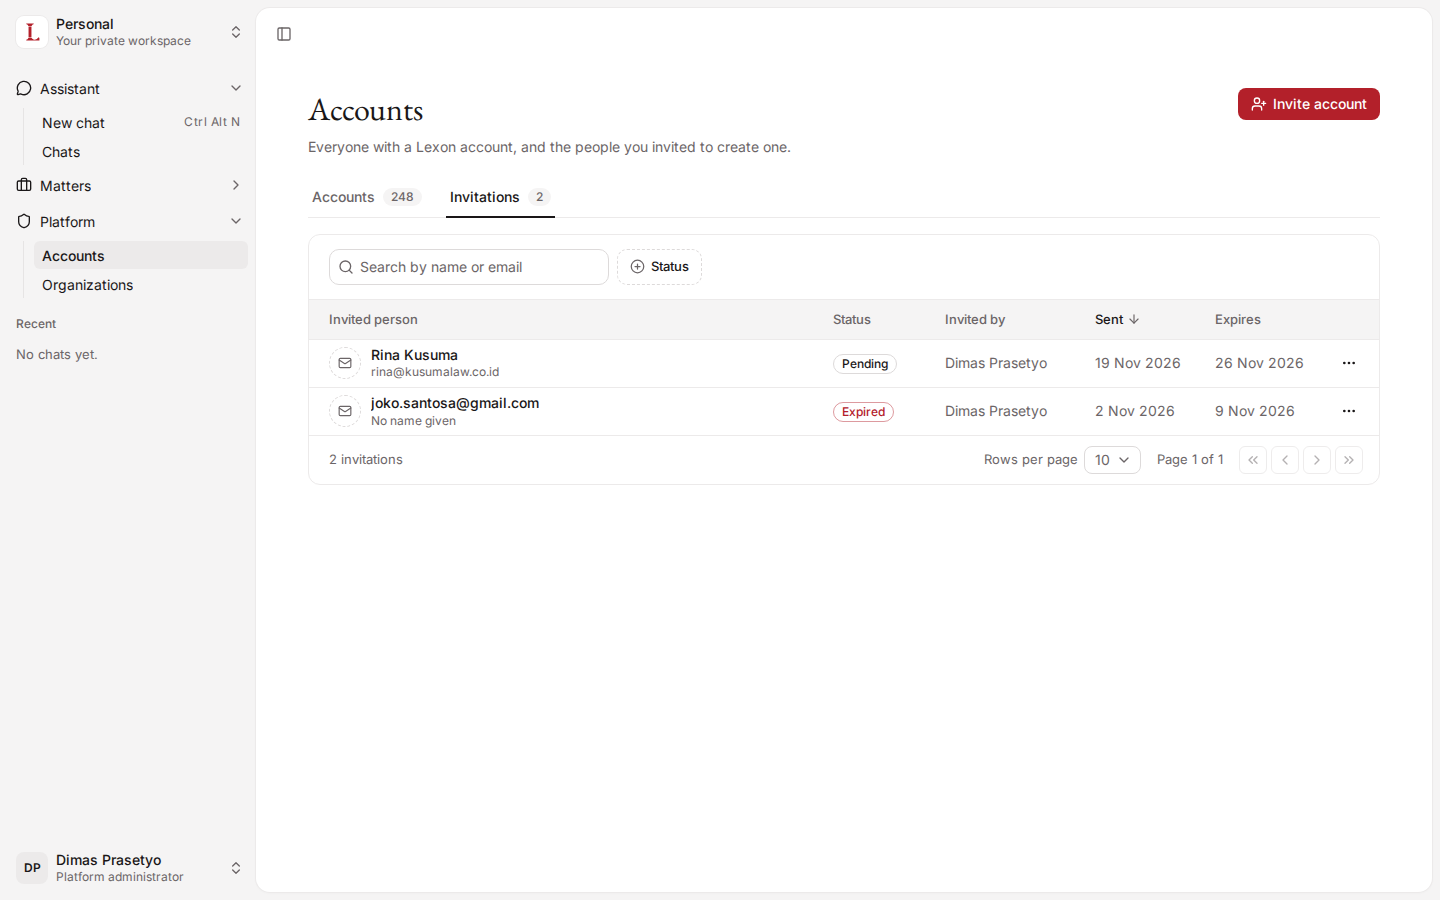 L
Personal
Your private workspace
Assistant
New chat Ctrl Alt N
Chats
Matters
Platform
Accounts
Organizations
Recent
No chats yet.
DP
Dimas Prasetyo
Platform administrator
Accounts
Invite account
Everyone with a Lexon account, and the people you invited to create one.
Accounts 248 Invitations 2
Search by name or email Status
Invited person Status Invited by Sent Expires
Rina Kusuma
rina@kusumalaw.co.id
Pending Dimas Prasetyo 19 Nov 2026 26 Nov 2026
joko.santosa@gmail.com
No name given
Expired Dimas Prasetyo 2 Nov 2026 9 Nov 2026
2 invitations Rows per page 10 Page 1 of 1